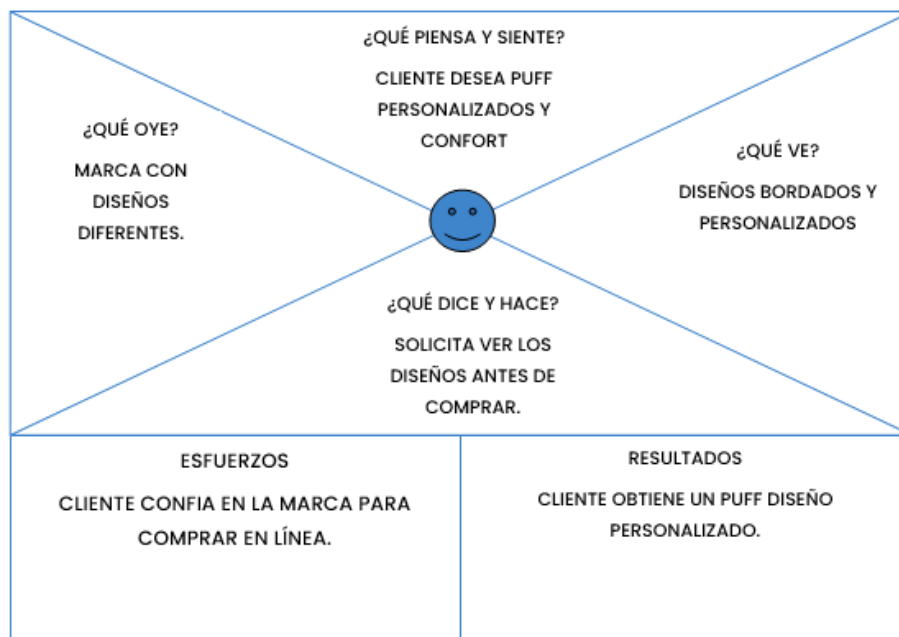 ¿QUÉ PIENSA Y SIENTE?
CLIENTE DESEA PUFF
PERSONALIZADOS Y
CONFORT
¿QUÉ OYE?
MARCA CON
DISEÑOS
DIFERENTES.
¿QUÉ VE?
DISEÑOS BORDADOS Y
PERSONALIZADOS
¿QUÉ DICE Y HACE?
SOLICITA VER LOS
DISEÑOS ANTES DE
COMPRAR.
ESFUERZOS
CLIENTE CONFIA EN LA MARCA PARA
COMPRAR EN LÍNEA.
RESULTADOS
CLIENTE OBTIENE UN PUFF DISEÑO
PERSONALIZADO.